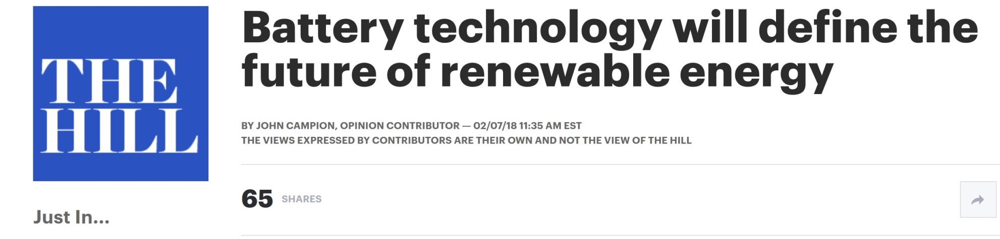 THE
HILL
Just In...
Battery technology will define the
future of renewable energy
BY JOHN CAMPION, OPINION CONTRIBUTOR — 02/07/18 11:35 AM EST
THE VIEWS EXPRESSED BY CONTRIBUTORS ARE THEIR OWN AND NOT THE VIEW OF THE HILL
65 SHARES